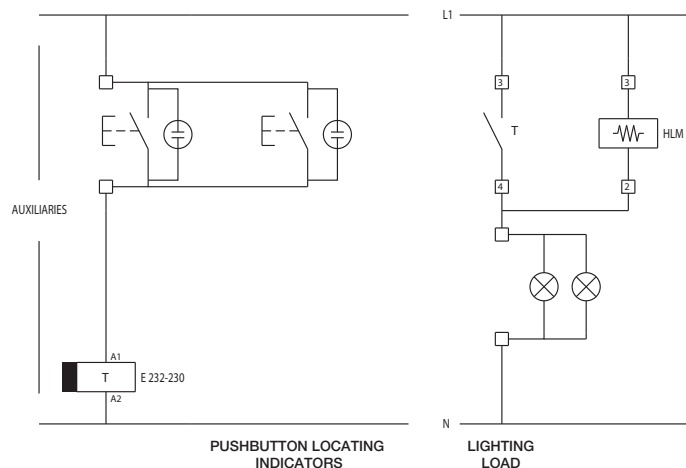 L1
3
3
T
HLM
4
2
AUXILIARIES
A1
T
E 232-230
A2
N
PUSHBUTTON LOCATING
INDICATORS
LIGHTING
LOAD